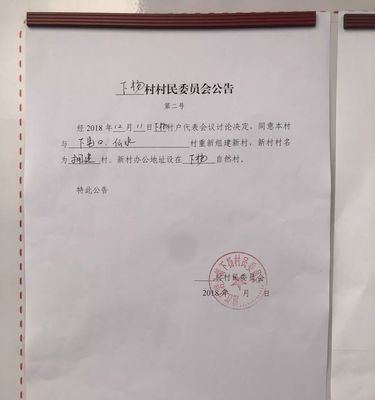 下杨村村民委员会公告
第二号
经2018年12月11日下杨村户代表会议讨论决定，同意本村
与 下 口、仙 村重新组建新村，新村村名
为 建 村，新村办公地址设在 下杨 自然村。
特此公告
村民委员会
2018年 月 日